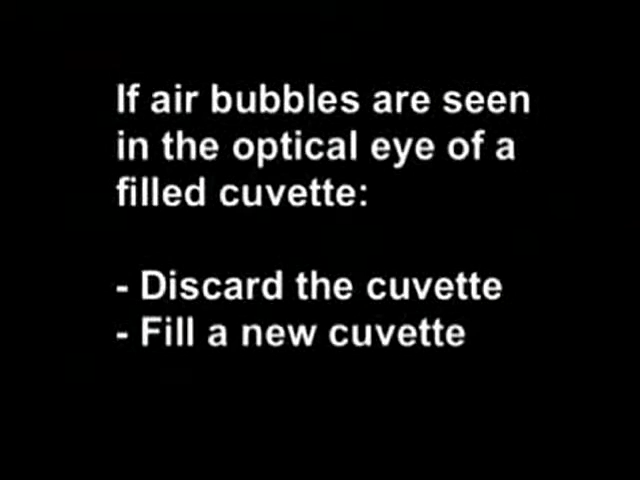 If air bubbles are seen
in the optical eye of a
filled cuvette:
- Discard the cuvette
- Fill a new cuvette